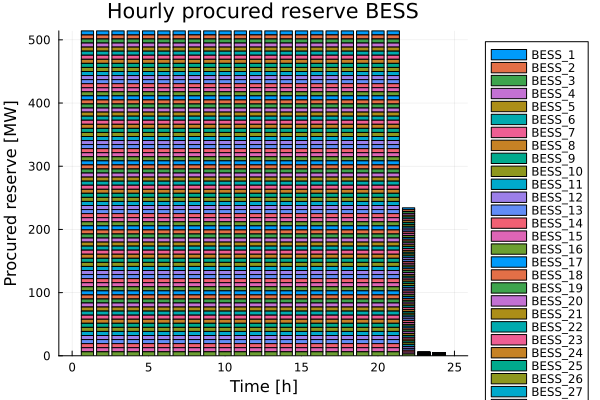 Hourly procured reserve BESS
Procured reserve [MW]
500
400
300
200
100
0
0 5 10 15 20 25
Time [h]
BESS_1
BESS_2
BESS_3
BESS_4
BESS_5
BESS_6
BESS_7
BESS_8
BESS_9
BESS_10
BESS_11
BESS_12
BESS_13
BESS_14
BESS_15
BESS_16
BESS_17
BESS_18
BESS_19
BESS_20
BESS_21
BESS_22
BESS_23
BESS_24
BESS_25
BESS_26
BESS_27